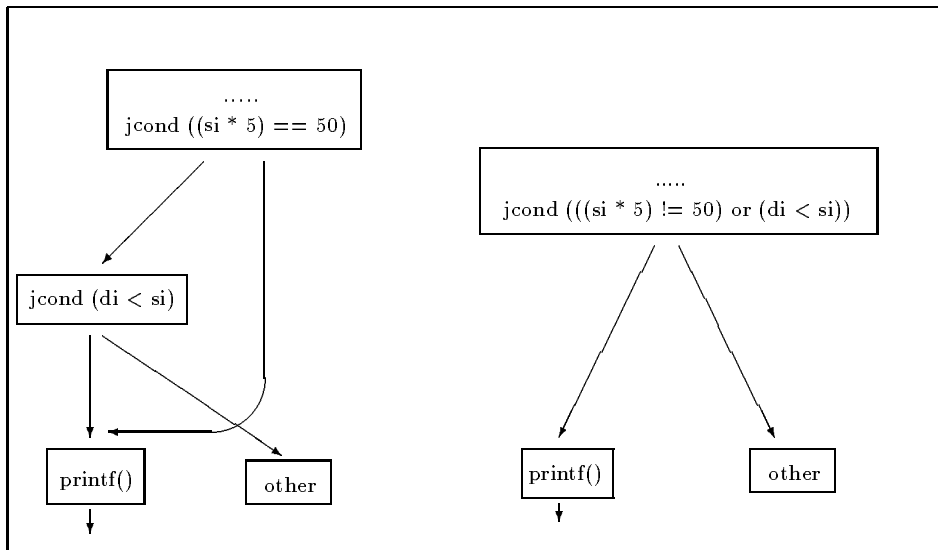 .....
jcond ((si * 5) == 50)
jcond (di < si)
printf()
other
.....
jcond (((si * 5) != 50) or (di < si))
printf()
other